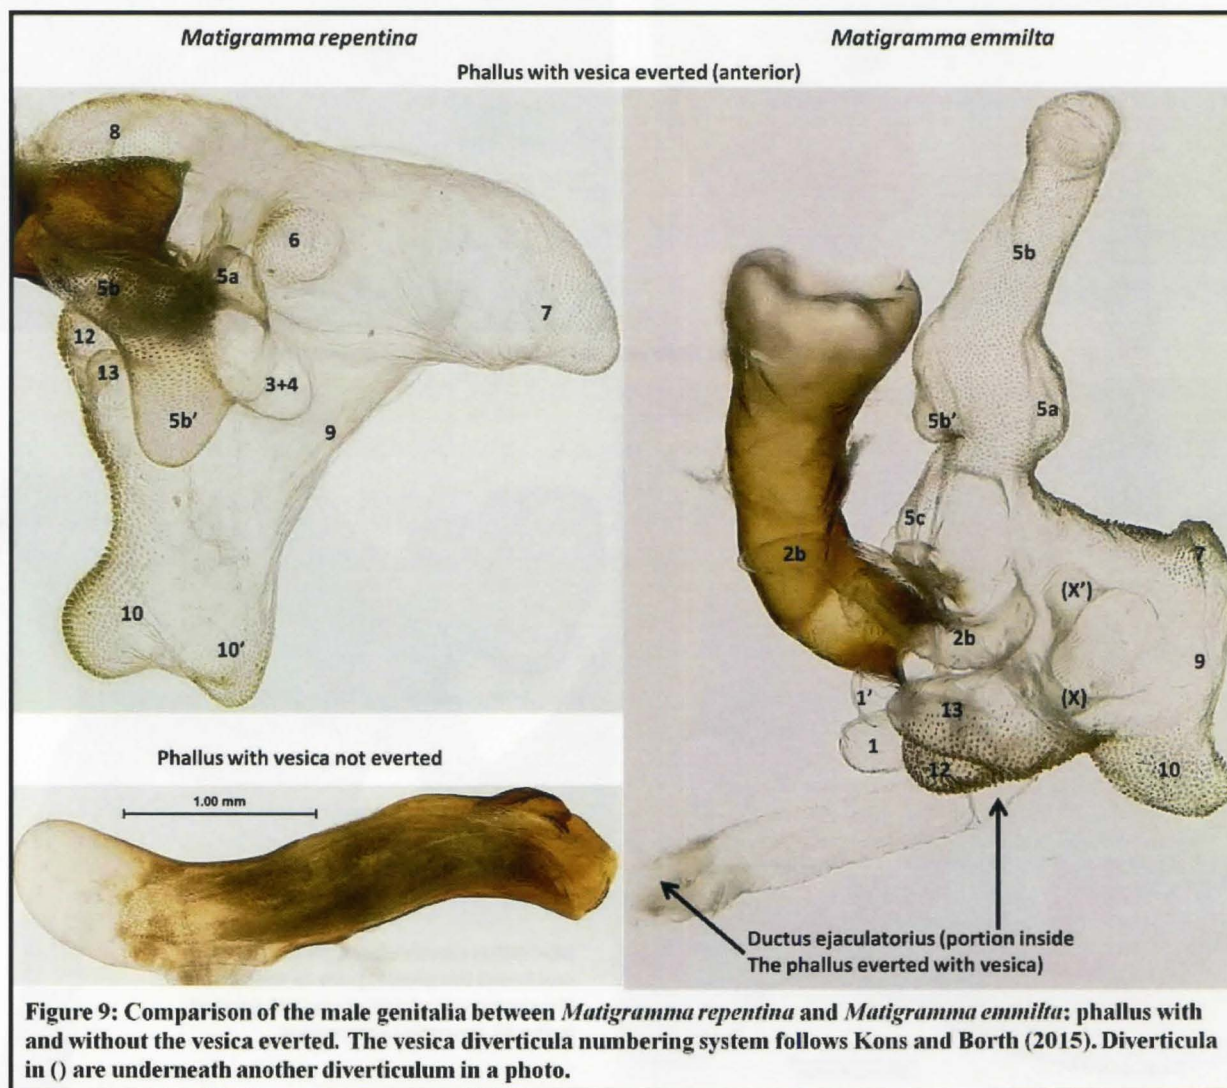 Matigramma repentina
Matigramma emmilta
Phallus with vesica everted (anterior)
8
6
5a
5b
7
12
13
3+4
5b'
9
10
10'
Phallus with vesica not everted
1.00 mm
5b
5b'
5a
5c
7
2b
(X')
2b
9
1'
(X)
13
1
12
10
Ductus ejaculatorius (portion inside
The phallus everted with vesica)
Figure 9: Comparison of the male genitalia between Matigramma repentina and Matigramma emmilta: phallus with
and without the vesica everted. The vesica diverticula numbering system follows Kons and Borth (2015). Diverticula
in () are underneath another diverticulum in a photo.